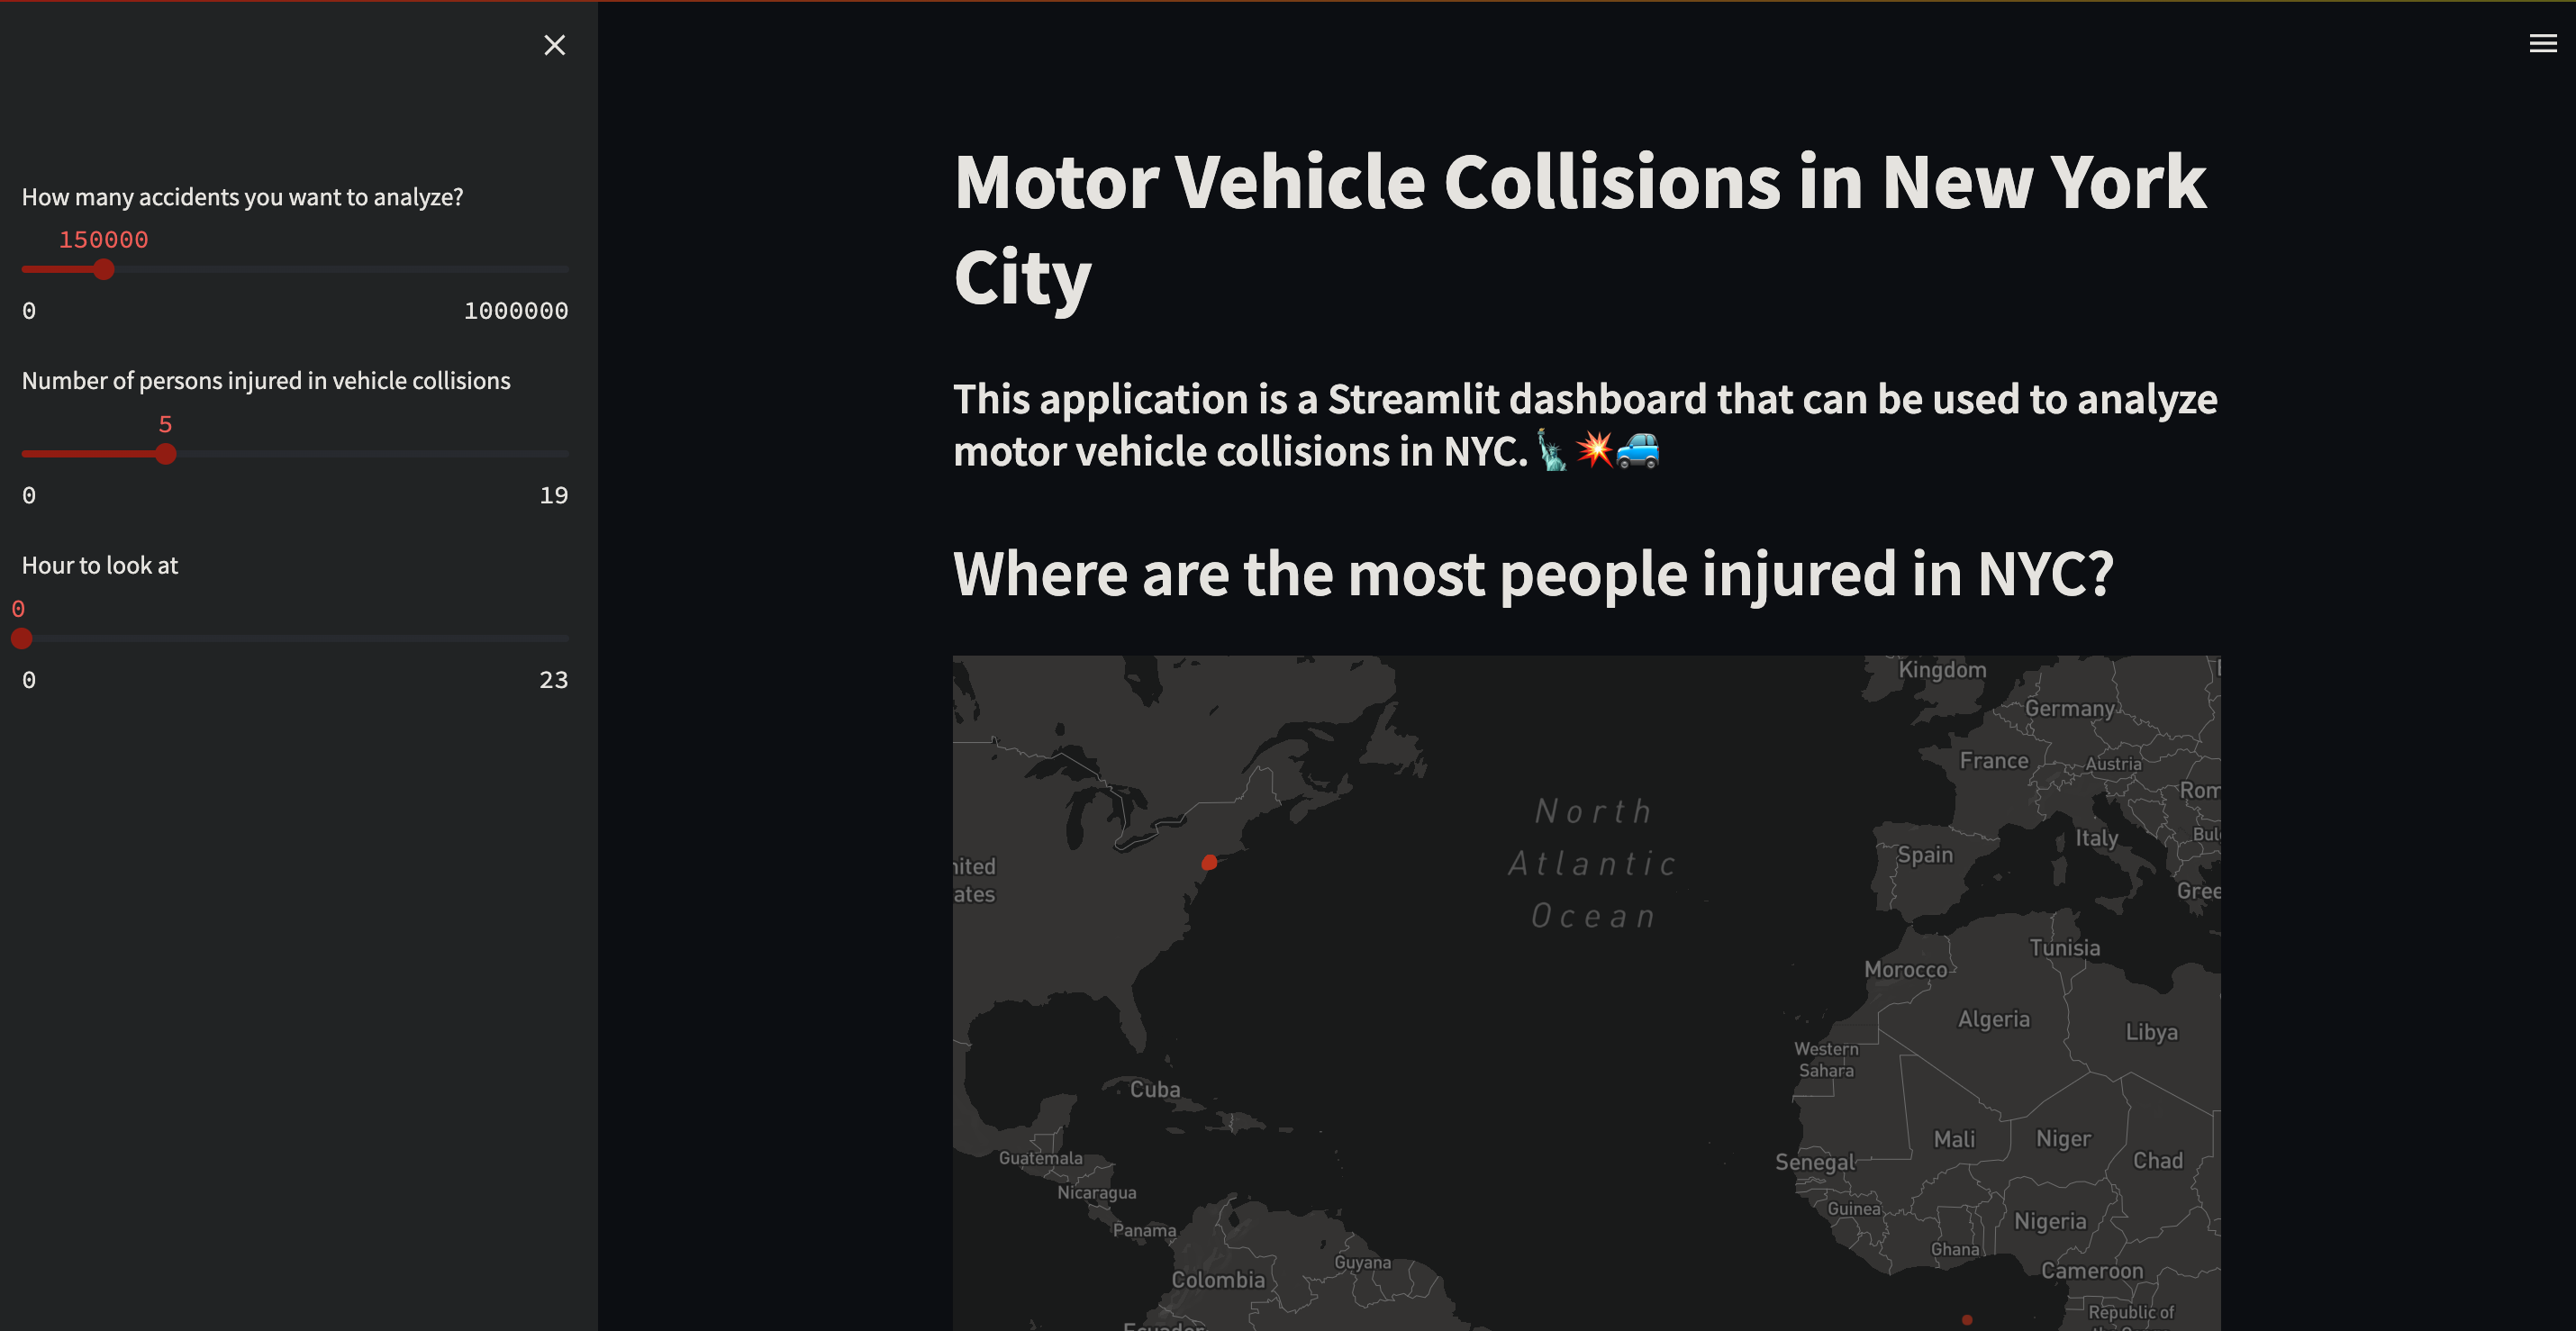 How many accidents you want to analyze?
150000
0 1000000
Number of persons injured in vehicle collisions
5
0 19
Hour to look at
0
0 23
Motor Vehicle Collisions in New York
City
This application is a Streamlit dashboard that can be used to analyze
motor vehicle collisions in NYC.🗽💥🚙
Where are the most people injured in NYC?
Kingdom
Germany
France
Austria
Rom
North
Atlantic
Ocean
Italy
Bul
Spain
nited
ates
Gree
Tunisia
Morocco
Algeria
Libya
Western
Sahara
Cuba
Mali
Niger
Chad
Senegal
Guatemala
Nicaragua
Guinea
Nigeria
Panama
Ghana
Guyana
Cameroon
Colombia
Republic of
Ecuador